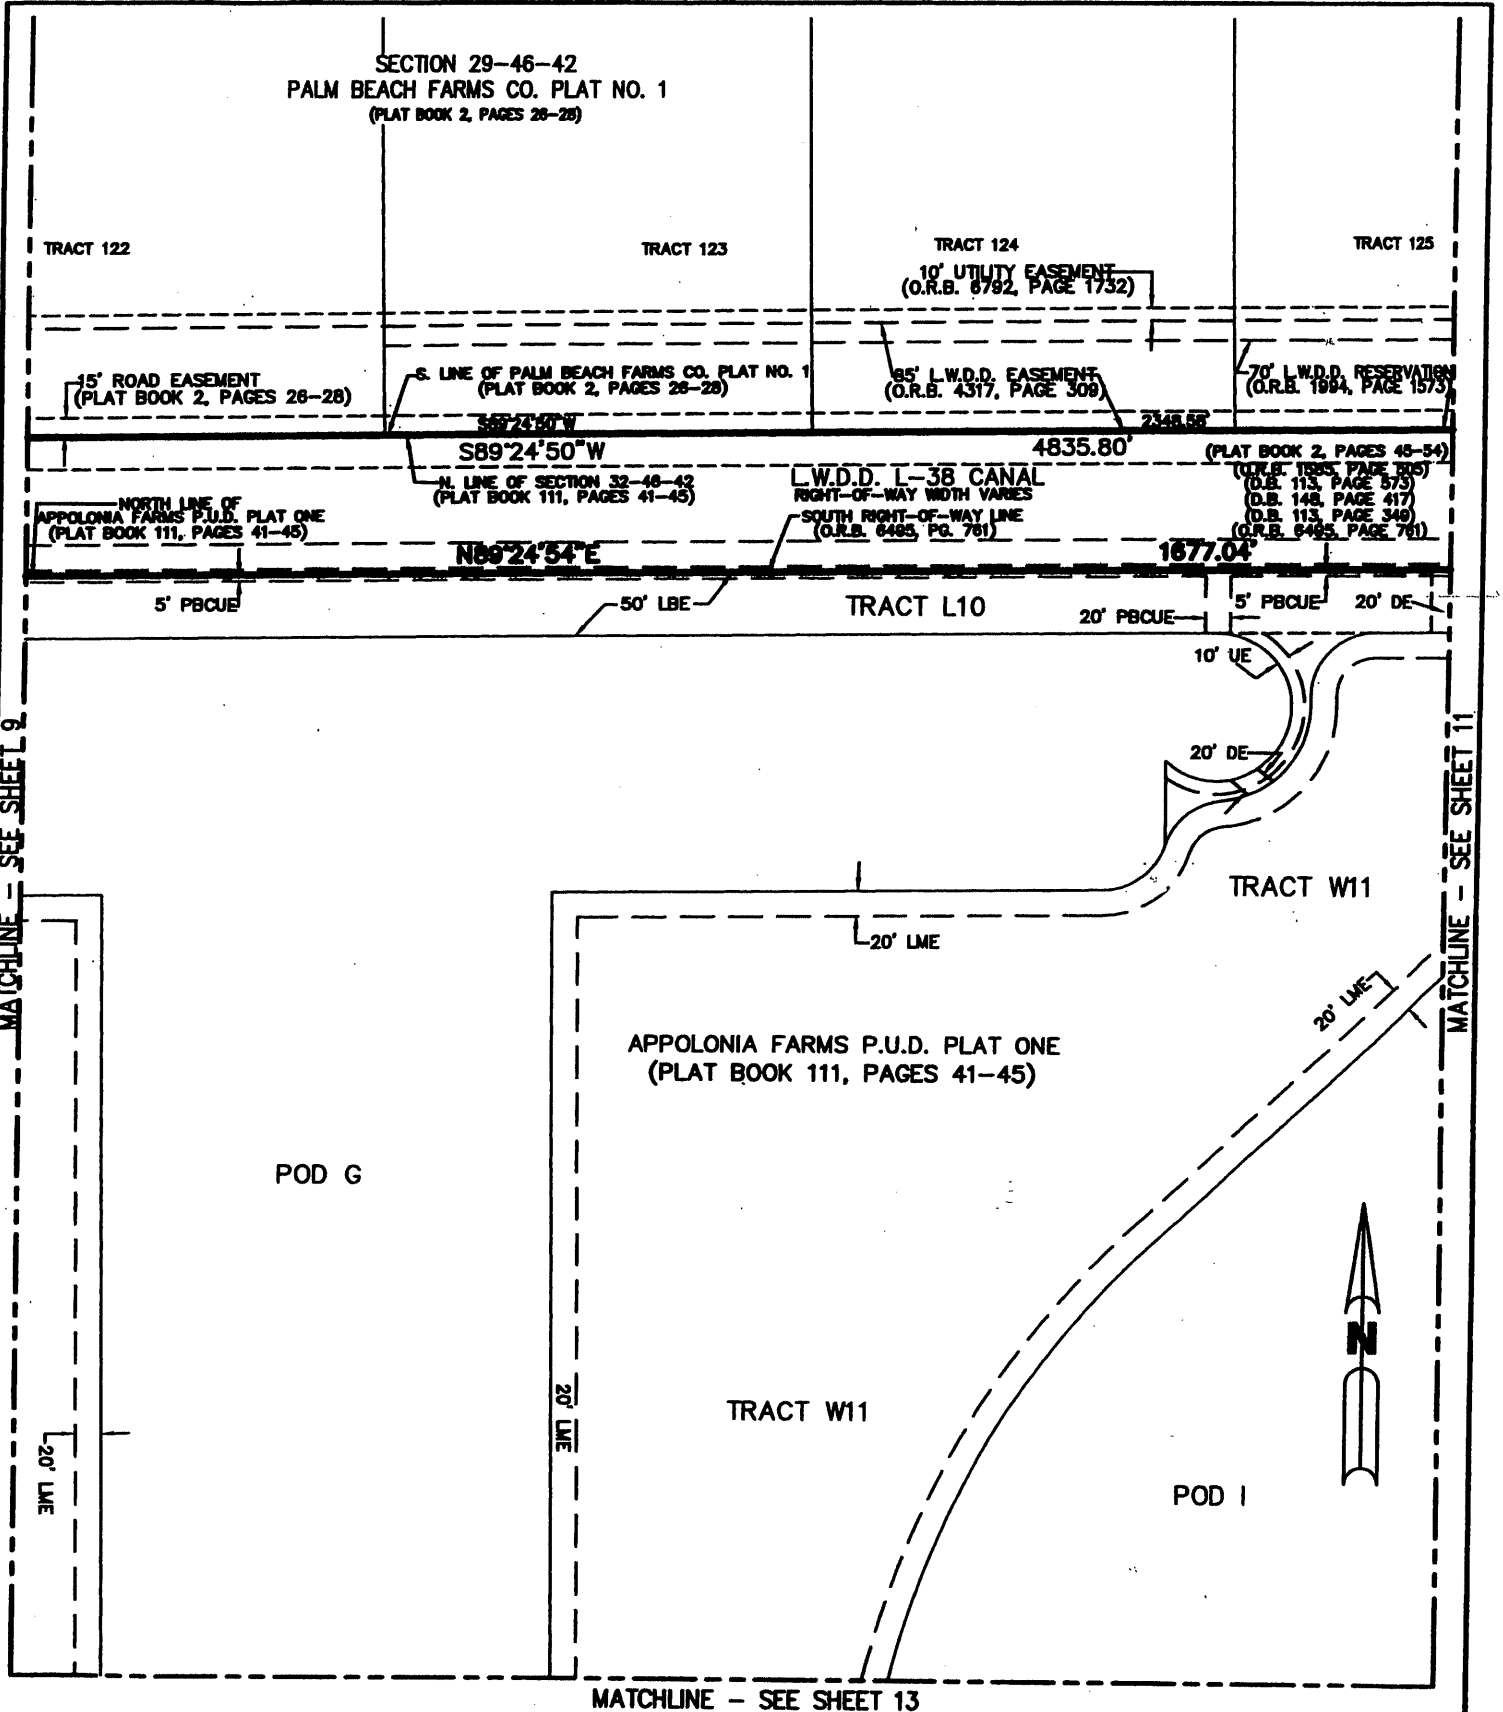 SECTION 29-46-42
PALM BEACH FARMS CO. PLAT NO. 1
(PLAT BOOK 2, PAGES 26-28)
TRACT 122
TRACT 123
TRACT 124
TRACT 125
10' UTILITY EASEMENT
(O.R.B. 6792, PAGE 1732)
15' ROAD EASEMENT
(PLAT BOOK 2, PAGES 26-28)
S. LINE OF PALM BEACH FARMS CO. PLAT NO. 1
(PLAT BOOK 2, PAGES 26-28)
85' L.W.D.D. EASEMENT
(O.R.B. 4317, PAGE 309)
70' L.W.D.D. RESERVATION
(O.R.B. 1994, PAGE 1573)
S89°24'50"W
2348.58'
S89°24'50"W
4835.80'
(PLAT BOOK 2, PAGES 45-54)
(O.R.B. 1585, PAGE 505)
(D.B. 113, PAGE 573)
(D.B. 148, PAGE 417)
(D.B. 113, PAGE 349)
(O.R.B. 6495, PAGE 761)
N. LINE OF SECTION 32-46-42
(PLAT BOOK 111, PAGES 41-45)
L.W.D.D. L-38 CANAL
RIGHT-OF-WAY WIDTH VARIES
SOUTH RIGHT-OF-WAY LINE
(O.R.B. 6495, PG. 761)
NORTH LINE OF
APPOLONIA FARMS P.U.D. PLAT ONE
(PLAT BOOK 111, PAGES 41-45)
N89°24'54"E
1677.04'
5' PBCUE
50' LBE
TRACT L10
20' PBCUE
5' PBCUE
20' DE
10' UE
20' DE
MATCHLINE - SEE SHEET 9
MATCHLINE - SEE SHEET 11
TRACT W11
20' LME
20' LME
APPOLONIA FARMS P.U.D. PLAT ONE
(PLAT BOOK 111, PAGES 41-45)
POD G
N
20' LME
20' LME
TRACT W11
POD I
MATCHLINE - SEE SHEET 13